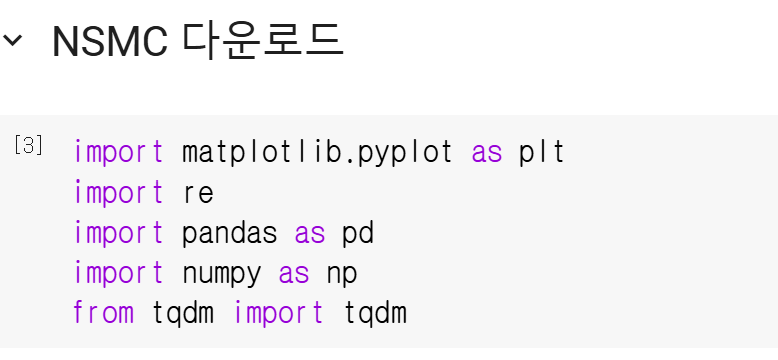 NSMC 다운로드
[3]
import matplotlib.pyplot as plt
import re
import pandas as pd
import numpy as np
from tqdm import tqdm